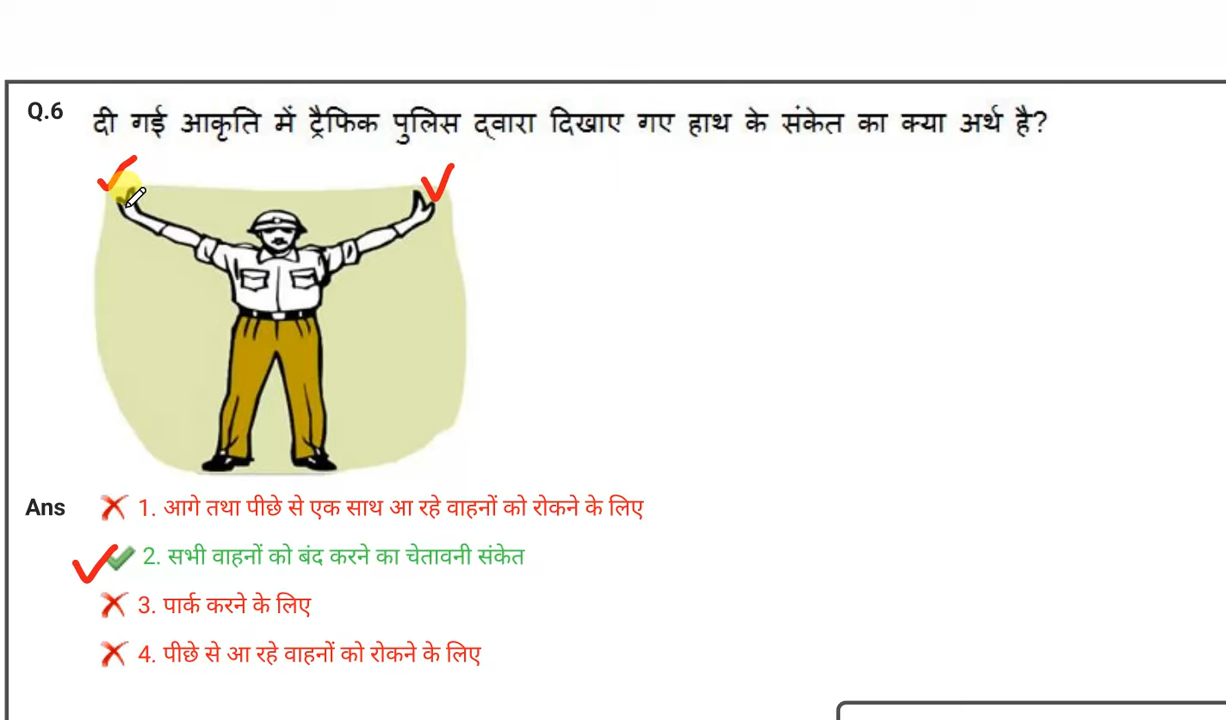 Q.6 दी गई आकृति में ट्रैफिक पुलिस द्वारा दिखाए गए हाथ के संकेत का क्या अर्थ है?
Ans 1. आगे तथा पीछे से एक साथ आ रहे वाहनों को रोकने के लिए
2. सभी वाहनों को बंद करने का चेतावनी संकेत
3. पार्क करने के लिए
4. पीछे से आ रहे वाहनों को रोकने के लिए